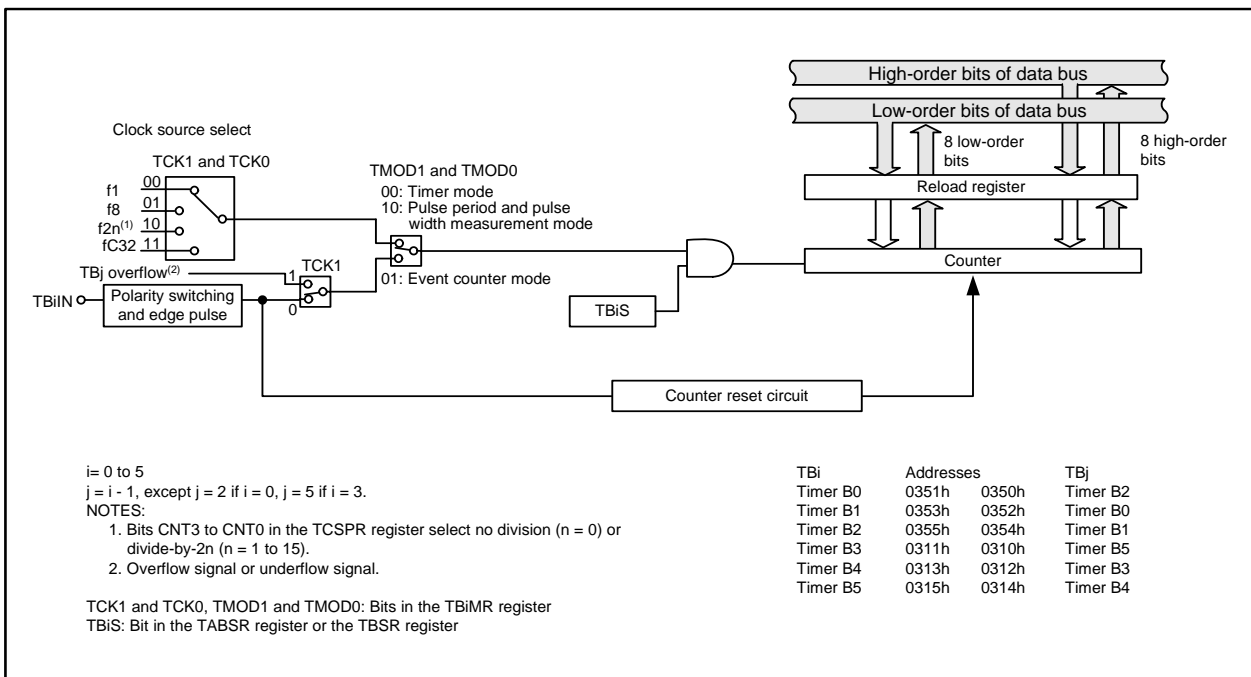 High-order bits of data bus
Low-order bits of data bus
Clock source select
8 low-order
bits
8 high-order
bits
TCK1 and TCK0
TMOD1 and TMOD0
00: Timer mode
10: Pulse period and pulse
width measurement mode
f1 00
f8 01
f2n(1) 10
fC32 11
Reload register
TBj overflow(2) 1
TCK1
01: Event counter mode
Counter
TBiIN
Polarity switching
and edge pulse
0
TBiS
Counter reset circuit
i= 0 to 5
j = i - 1, except j = 2 if i = 0, j = 5 if i = 3.
NOTES:
1. Bits CNT3 to CNT0 in the TCSPR register select no division (n = 0) or
divide-by-2n (n = 1 to 15).
2. Overflow signal or underflow signal.
TCK1 and TCK0, TMOD1 and TMOD0: Bits in the TBiMR register
TBiS: Bit in the TABSR register or the TBSR register
TBi Addresses TBj
Timer B0 0351h 0350h Timer B2
Timer B1 0353h 0352h Timer B0
Timer B2 0355h 0354h Timer B1
Timer B3 0311h 0310h Timer B5
Timer B4 0313h 0312h Timer B3
Timer B5 0315h 0314h Timer B4